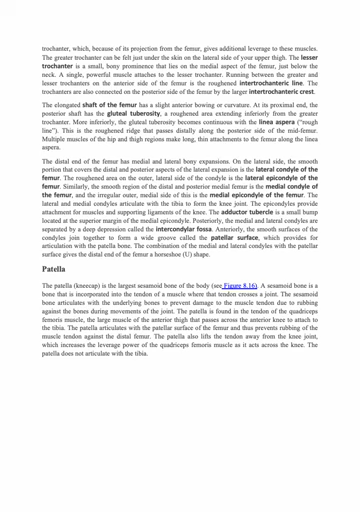 trochanter, which, because of its projection from the femur, gives additional leverage to these muscles.
The greater trochanter can be felt just under the skin on the lateral side of your upper thigh. The lesser
trochanter is a small, bony prominence that lies on the medial aspect of the femur, just below the
neck. A single, powerful muscle attaches to the lesser trochanter. Running between the greater and
lesser trochanters on the anterior side of the femur is the roughened intertrochanteric line. The
trochanters are also connected on the posterior side of the femur by the larger intertrochanteric crest.
The elongated shaft of the femur has a slight anterior bowing or curvature. At its proximal end, the
posterior shaft has the gluteal tuberosity, a roughened area extending inferiorly from the greater
trochanter. More inferiorly, the gluteal tuberosity becomes continuous with the linea aspera (“rough
line”). This is the roughened ridge that passes distally along the posterior side of the mid-femur.
Multiple muscles of the hip and thigh regions make long, thin attachments to the femur along the linea
aspera.
The distal end of the femur has medial and lateral bony expansions. On the lateral side, the smooth
portion that covers the distal and posterior aspects of the lateral expansion is the lateral condyle of the
femur. The roughened area on the outer, lateral side of the condyle is the lateral epicondyle of the
femur. Similarly, the smooth region of the distal and posterior medial femur is the medial condyle of
the femur, and the irregular outer, medial side of this is the medial epicondyle of the femur. The
lateral and medial condyles articulate with the tibia to form the knee joint. The epicondyles provide
attachment for muscles and supporting ligaments of the knee. The adductor tubercle is a small bump
located at the superior margin of the medial epicondyle. Posteriorly, the medial and lateral condyles are
separated by a deep depression called the intercondylar fossa. Anteriorly, the smooth surfaces of the
condyles join together to form a wide groove called the patellar surface, which provides for
articulation with the patella bone. The combination of the medial and lateral condyles with the patellar
surface gives the distal end of the femur a horseshoe (U) shape.
Patella
The patella (kneecap) is the largest sesamoid bone of the body (see Figure 8.16). A sesamoid bone is a
bone that is incorporated into the tendon of a muscle where that tendon crosses a joint. The sesamoid
bone articulates with the underlying bones to prevent damage to the muscle tendon due to rubbing
against the bones during movements of the joint. The patella is found in the tendon of the quadriceps
femoris muscle, the large muscle of the anterior thigh that passes across the anterior knee to attach to
the tibia. The patella articulates with the patellar surface of the femur and thus prevents rubbing of the
muscle tendon against the distal femur. The patella also lifts the tendon away from the knee joint,
which increases the leverage power of the quadriceps femoris muscle as it acts across the knee. The
patella does not articulate with the tibia.